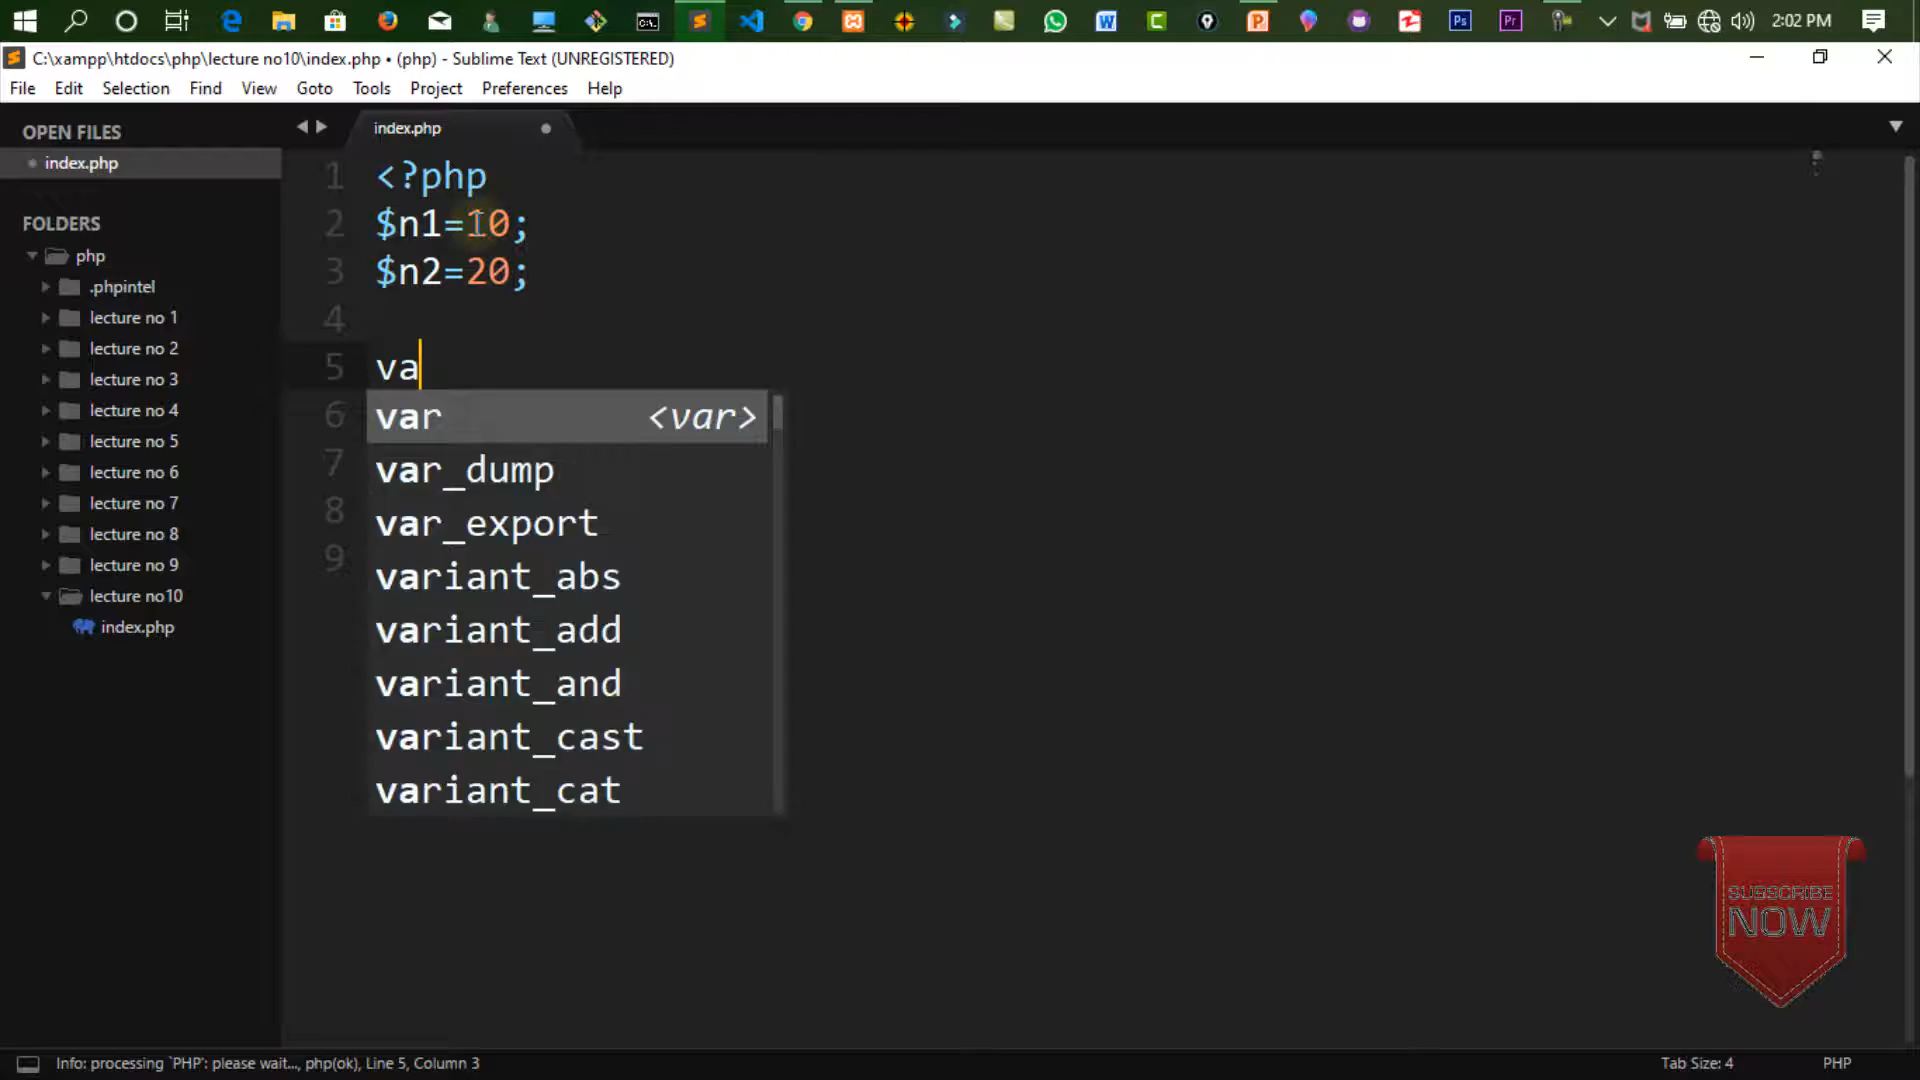 2:02 PM
C:\xampp\htdocs\php\lecture no10\index.php • (php) - Sublime Text (UNREGISTERED)
File Edit Selection Find View Goto Tools Project Preferences Help
OPEN FILES
index.php
FOLDERS
php
.phpintel
lecture no 1
lecture no 2
lecture no 3
lecture no 4
lecture no 5
lecture no 6
lecture no 7
lecture no 8
lecture no 9
lecture no10
index.php
index.php
1 <?php
2 $n1=10;
3 $n2=20;
4
5 va
6
7
8
9
var <var>
var_dump
var_export
variant_abs
variant_add
variant_and
variant_cast
variant_cat
SUBSCRIBE
NOW
Info: processing `PHP': please wait..., php(ok), Line 5, Column 3
Tab Size: 4
PHP